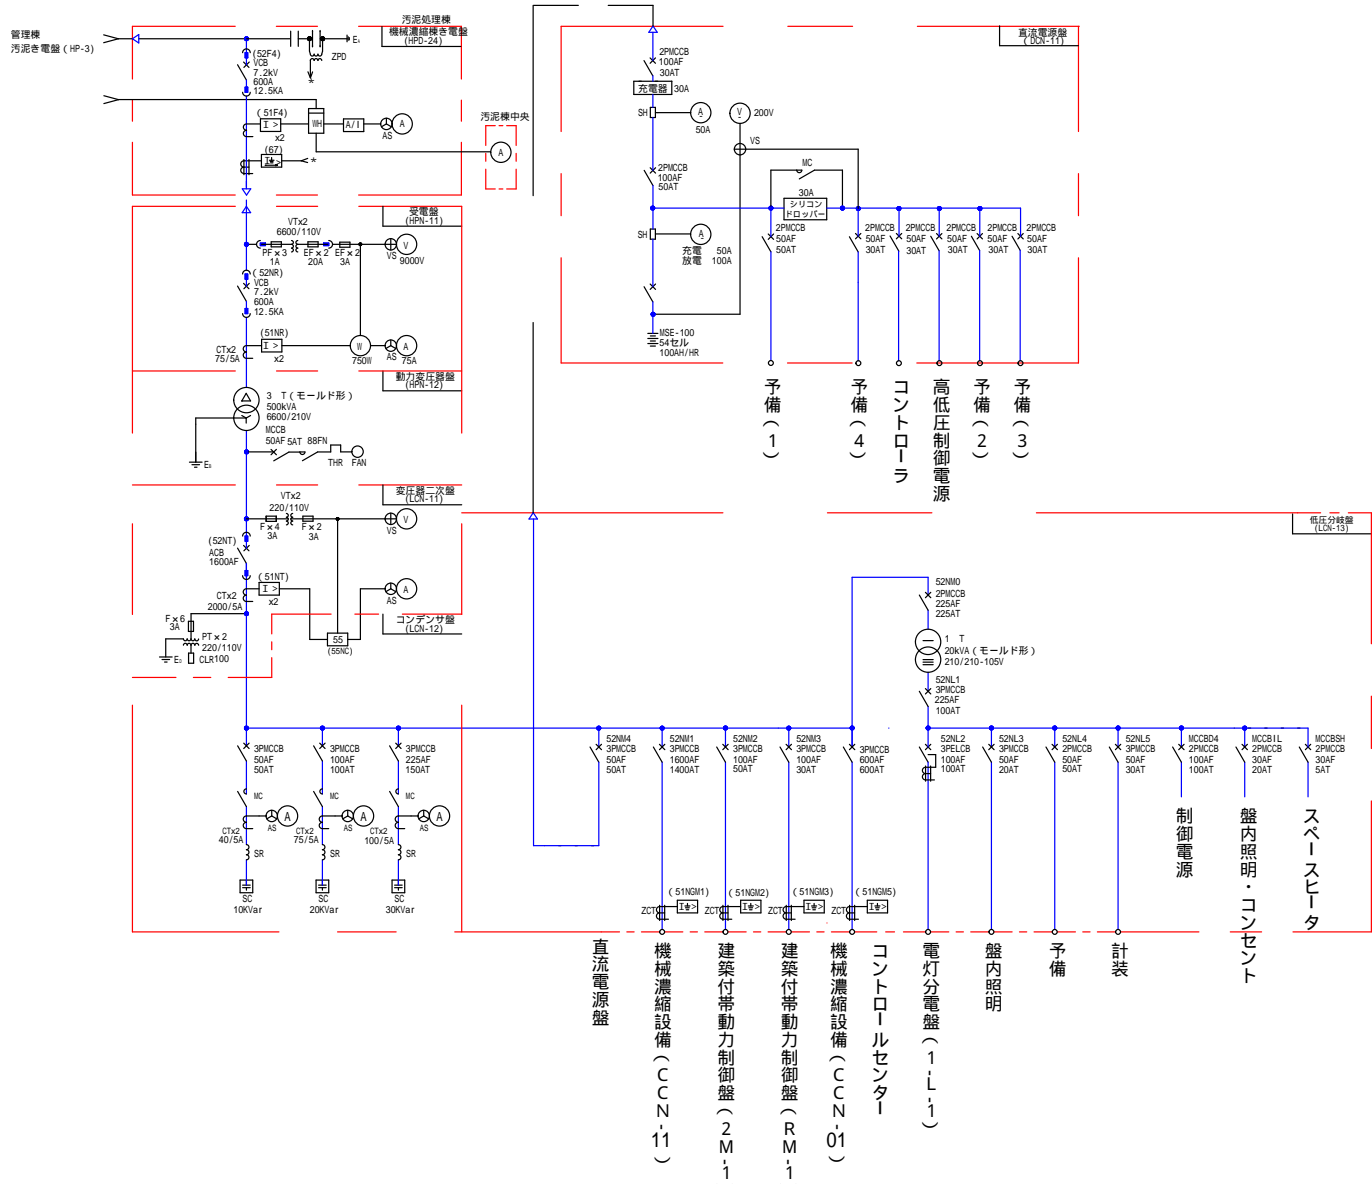 管理棟
汚泥き電盤(HP-3)
汚泥処理棟
機械濃縮棟き電盤
(HPD-24)
(52F4)
VCB
7.2kV
600A
12.5KA
ZPD
*
(51F4)
I >
x2
WH
A/I
AS
A
(67)
*
汚泥棟中央
A
受電盤
(HPN-11)
VTx2
6600/110V
PF×3
1A
EF×2
20A
EF×2
3A
VS
V
9000V
(52NR)
VCB
7.2kV
600A
12.5KA
(51NR)
CTx2
75/5A
I >
x2
W
750W
AS
A
75A
動力変圧器盤
(HPN-12)
3 T(モールド形)
500kVA
6600/210V
MCCB
50AF 5AT 88FN
THR FAN
変圧器二次盤
(LCN-11)
VTx2
220/110V
F×4
3A
F×2
3A
VS
V
(52NT)
ACB
1600AF
(51NT)
CTx2
2000/5A
I >
x2
AS
A
コンデンサ盤
(LCN-12)
55
(55NC)
F×6
3A
PT×2
220/110V
CLR100
3PMCCB
50AF
50AT
3PMCCB
100AF
100AT
3PMCCB
225AF
150AT
MC
MC
MC
CTx2
40/5A
AS
A
CTx2
75/5A
AS
A
CTx2
100/5A
AS
A
SR
SR
SR
SC
10KVar
SC
20KVar
SC
30KVar
直流電源盤
(DCN-11)
2PMCCB
100AF
30AT
充電器
30A
SH
A
50A
V
200V
VS
2PMCCB
100AF
50AT
MC
30A
シリコン
ドロッパー
SH
A
充電
放電
50A
100A
MSE-100
54セル
100AH/HR
2PMCCB
50AF
50AT
2PMCCB
50AF
30AT
2PMCCB
50AF
30AT
2PMCCB
50AF
30AT
2PMCCB
50AF
30AT
2PMCCB
50AF
30AT
予備(1)
予備(4)
コントローラ
高低圧制御電源
予備(2)
予備(3)
低圧分岐盤
(LCN-13)
52NM0
2PMCCB
225AF
225AT
1 T
20kVA(モールド形)
210/210-105V
52NL1
3PMCCB
225AF
100AT
52NM4
3PMCCB
50AF
50AT
52NM1
3PMCCB
1600AF
1400AT
52NM2
3PMCCB
100AF
50AT
52NM3
3PMCCB
100AF
30AT
3PMCCB
600AF
600AT
52NL2
3PELCB
100AF
100AT
52NL3
3PMCCB
50AF
20AT
52NL4
2PMCCB
50AF
50AT
52NL5
3PMCCB
50AF
30AT
MCCBD4
2PMCCB
100AF
100AT
MCCBIL
2PMCCB
30AF
20AT
MCCBSH
2PMCCB
30AF
5AT
ZCT
(51NGM1)
ZCT
(51NGM2)
ZCT
(51NGM3)
ZCT
(51NGM5)
直流電源盤
機械濃縮設備(CCN-11)
建築付帯動力制御盤(2M-1
建築付帯動力制御盤(RM-1
機械濃縮設備(CCN-01)
コントロールセンター
電灯分電盤(1-L-1)
盤内照明
予備
計装
制御電源
盤内照明・コンセント
スペースヒータ